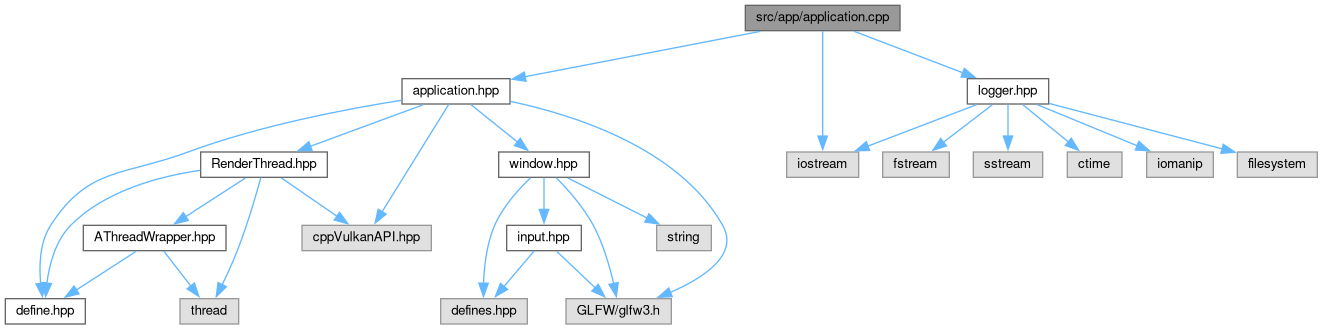 src/app/application.cpp
application.hpp
logger.hpp
RenderThread.hpp
window.hpp
iostream
fstream
sstream
ctime
iomanip
filesystem
AThreadWrapper.hpp
cppVulkanAPI.hpp
input.hpp
string
define.hpp
thread
defines.hpp
GLFW/glfw3.h